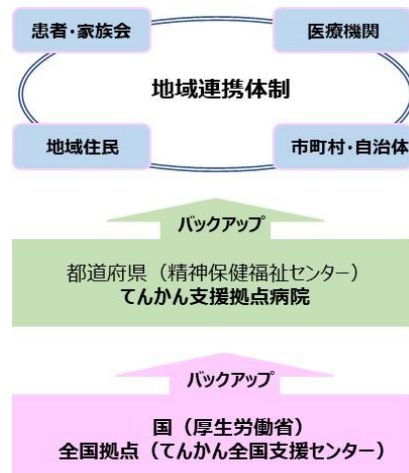 患者・家族会
医療機関
地域連携体制
地域住民
市町村・自治体
バックアップ
都道府県（精神保健福祉センター）
てんかん支援拠点病院
バックアップ
国（厚生労働省）
全国拠点（てんかん全国支援センター）